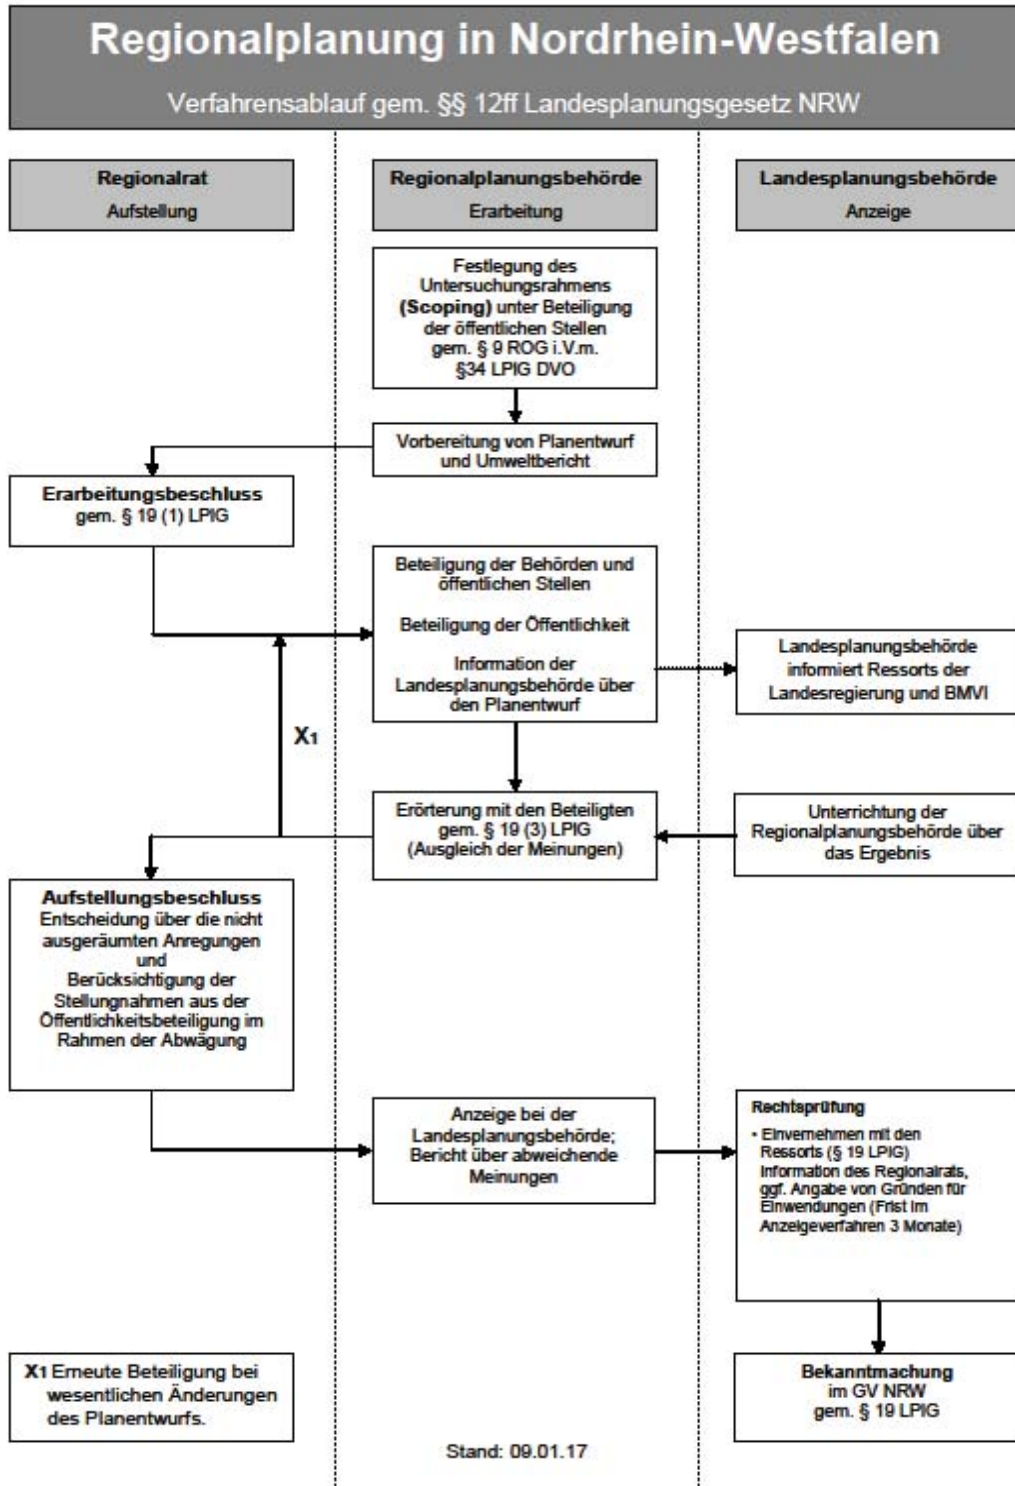 Regionalplanung in Nordrhein-Westfalen
Verfahrensablauf gem. §§ 12ff Landesplanungsgesetz NRW
Regionalrat
Aufstellung
Regionalplanungsbehörde
Erarbeitung
Landesplanungsbehörde
Anzeige
Festlegung des
Untersuchungsrahmens
(Scoping) unter Beteiligung
der öffentlichen Stellen
gem. § 9 ROG i.V.m.
§34 LPlG DVO
Vorbereitung von Planentwurf
und Umweltbericht
Erarbeitungsbeschluss
gem. § 19 (1) LPlG
Beteiligung der Behörden und
öffentlichen Stellen
Beteiligung der Öffentlichkeit
Information der
Landesplanungsbehörde über
den Planentwurf
Landesplanungsbehörde
informiert Ressorts der
Landesregierung und BMVI
X1
Erörterung mit den Beteiligten
gem. § 19 (3) LPlG
(Ausgleich der Meinungen)
Unterrichtung der
Regionalplanungsbehörde über
das Ergebnis
Aufstellungsbeschluss
Entscheidung über die nicht
ausgeräumten Anregungen
und
Berücksichtigung der
Stellungnahmen aus der
Öffentlichkeitsbeteiligung im
Rahmen der Abwägung
Anzeige bei der
Landesplanungsbehörde;
Bericht über abweichende
Meinungen
Rechtsprüfung
• Einvernehmen mit den
Ressorts (§ 19 LPlG)
Information des Regionalrats,
ggf. Angabe von Gründen für
Einwendungen (Frist im
Anzeigeverfahren 3 Monate)
X1 Erneute Beteiligung bei
wesentlichen Änderungen
des Planentwurfs.
Bekanntmachung
im GV NRW
gem. § 19 LPlG
Stand: 09.01.17